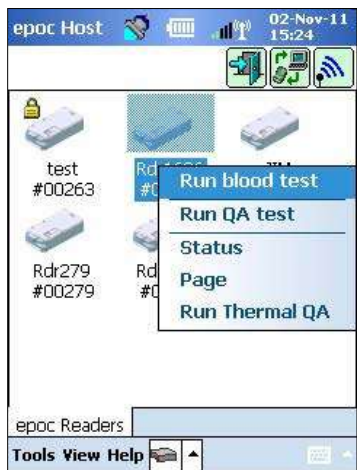 epoc Host
02-Nov-11
15:24
test
#00263
Run blood test
Run QA test
Status
Page
Run Thermal QA
Rdr279
#00279
epoc Readers
Tools View Help